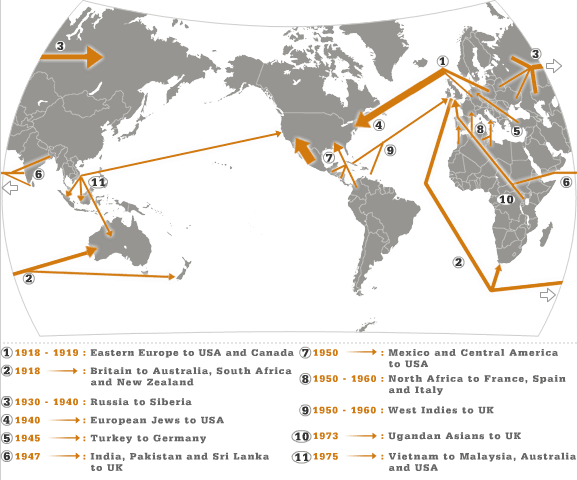 3
1
3
4
9
7
8
5
6
11
6
10
2
2
1 1918 - 1919 : Eastern Europe to USA and Canada
2 1918 : Britain to Australia, South Africa
and New Zealand
3 1930 - 1940 : Russia to Siberia
4 1940 : European Jews to USA
5 1945 : Turkey to Germany
6 1947 : India, Pakistan and Sri Lanka
to UK
7 1950 : Mexico and Central America
to USA
8 1950 - 1960 : North Africa to France, Spain
and Italy
9 1950 - 1960 : West Indies to UK
10 1973 : Ugandan Asians to UK
11 1975 : Vietnam to Malaysia, Australia
and USA